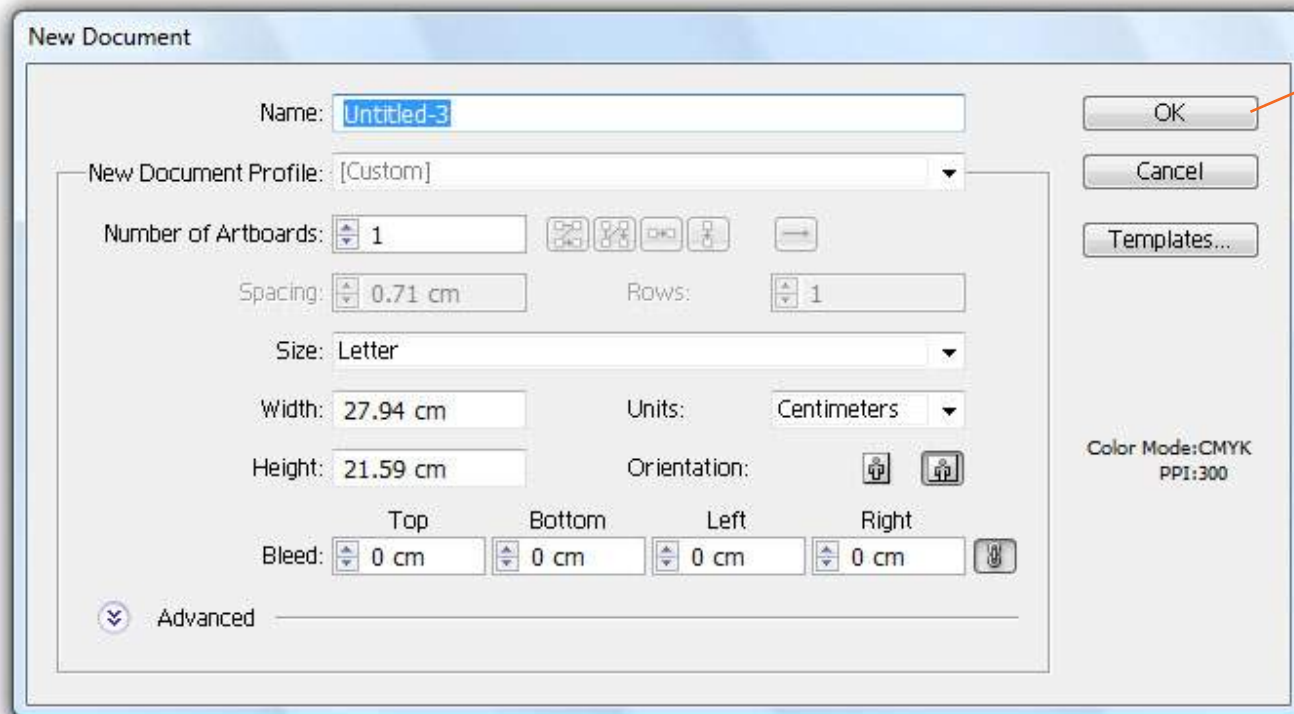 New Document
Name: Untitled-3
OK
New Document Profile: [Custom]
Cancel
Number of Artboards: 1
Templates...
Spacing: 0.71 cm Rows: 1
Size: Letter
Width: 27.94 cm Units: Centimeters
Height: 21.59 cm Orientation:
Color Mode:CMYK
PPI:300
Top Bottom Left Right
Bleed: 0 cm 0 cm 0 cm 0 cm
Advanced